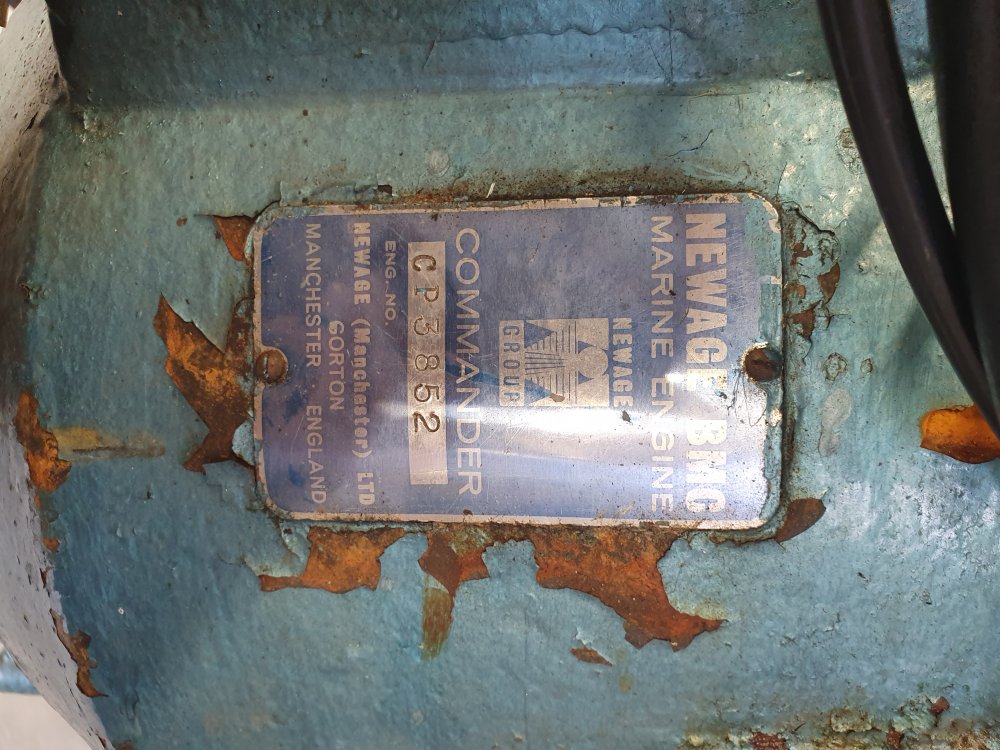 NEWAGE BMC
MARINE ENGINE
NEWAGE
GROUP
COMMANDER
CP3852
ENG. NO.
NEWAGE (Manchester) LTD
GORTON
MANCHESTER ENGLAND